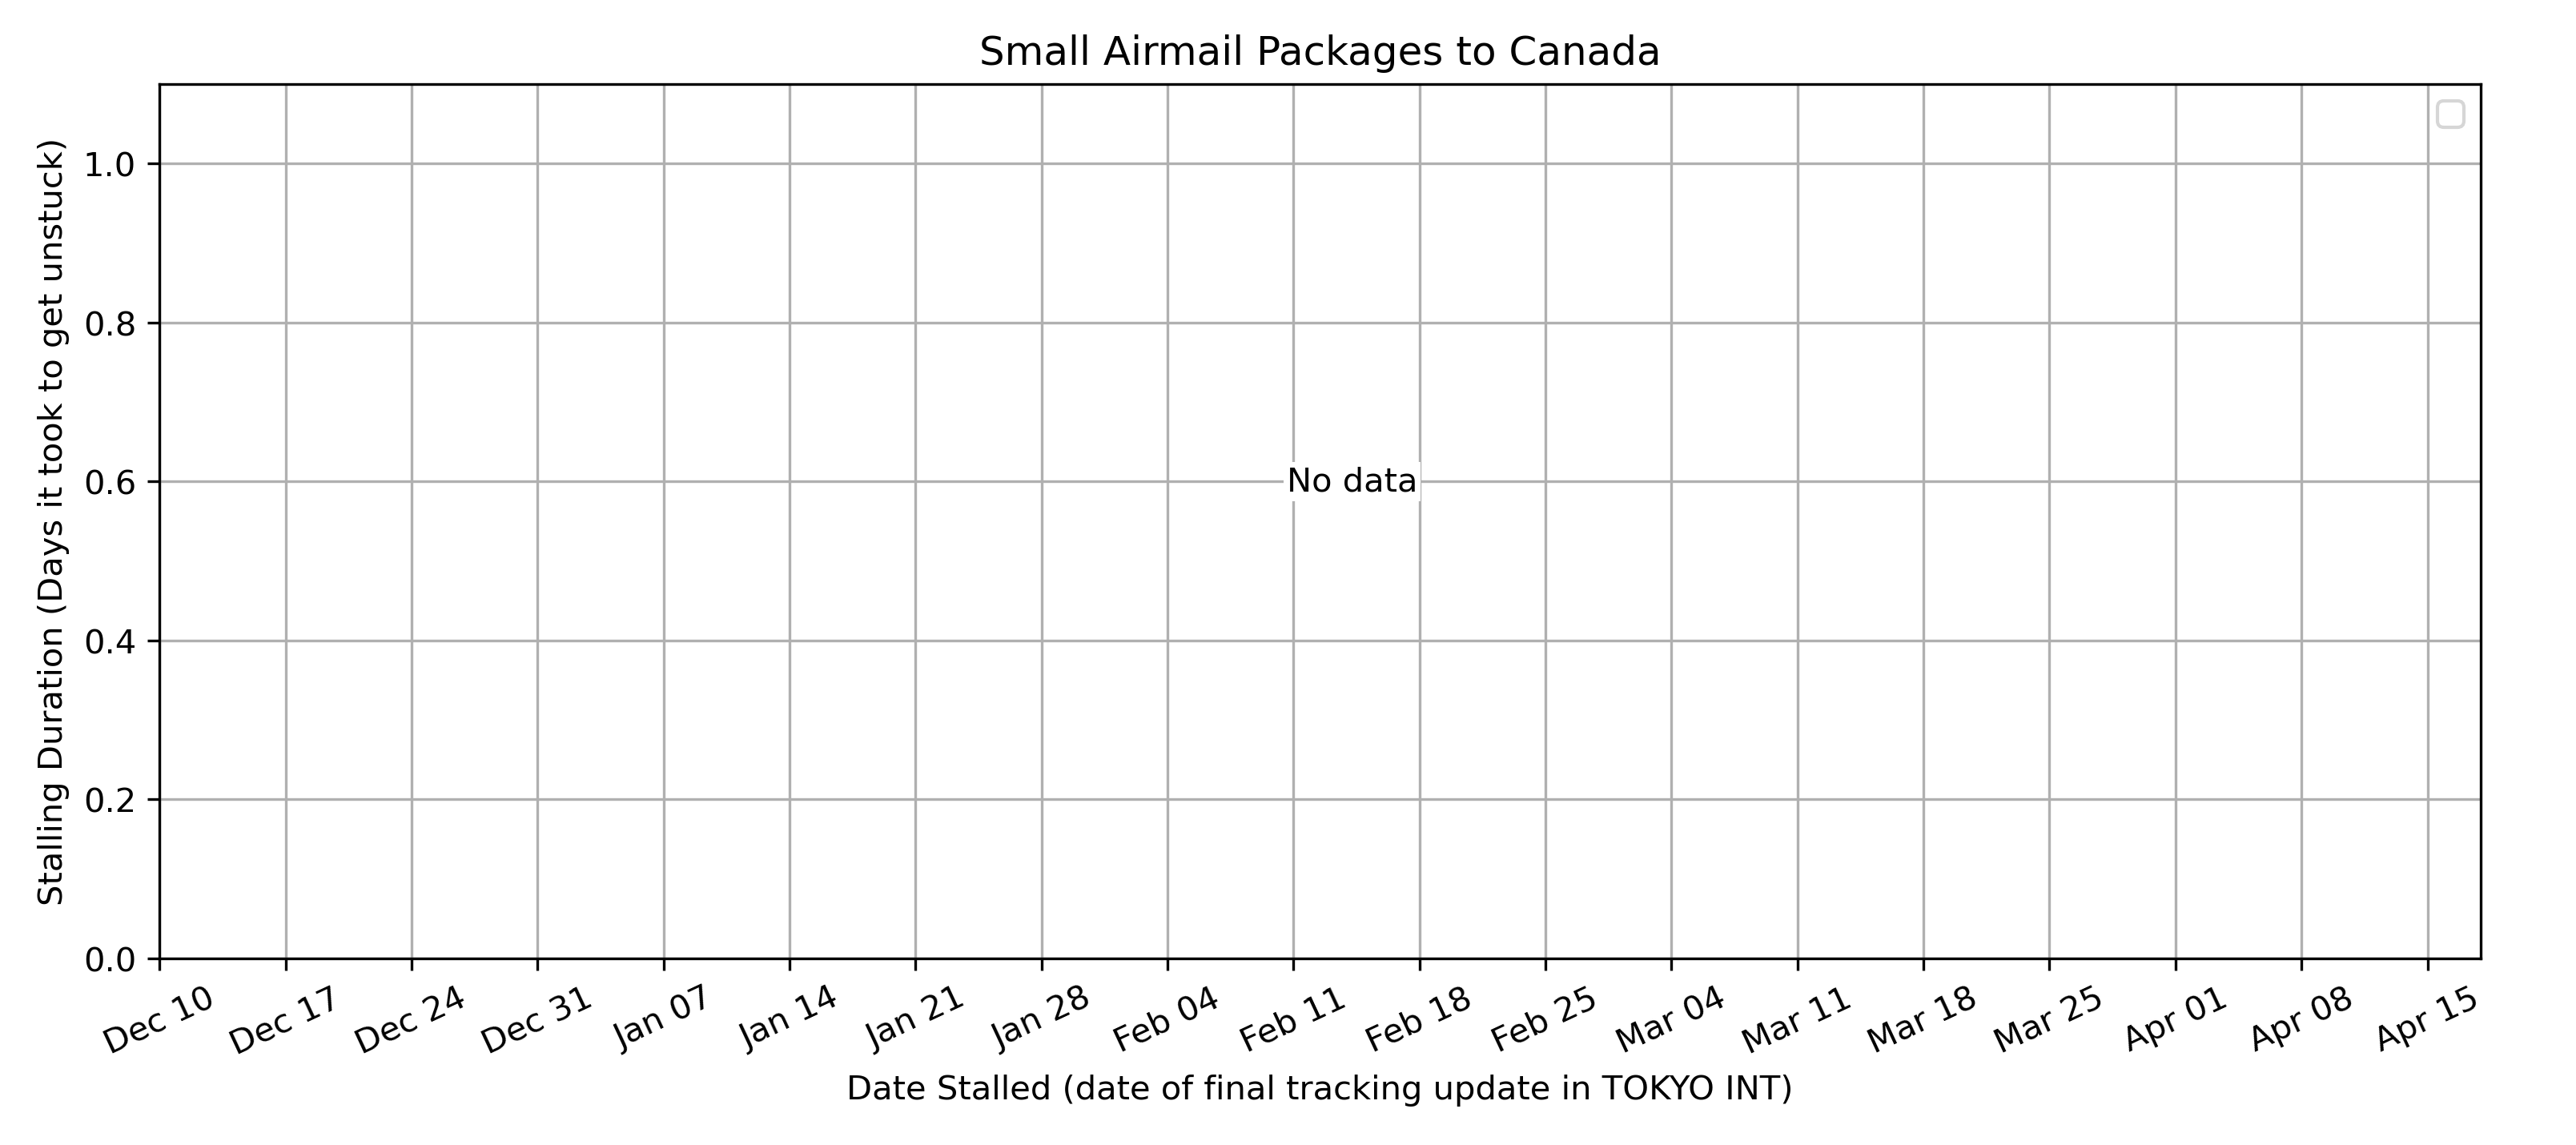 Small Airmail Packages to Canada
Stalling Duration (Days it took to get unstuck)
1.0
0.8
0.6
0.4
0.2
0.0
No data
Dec 10
Dec 17
Dec 24
Dec 31
Jan 07
Jan 14
Jan 21
Jan 28
Feb 04
Feb 11
Feb 18
Feb 25
Mar 04
Mar 11
Mar 18
Mar 25
Apr 01
Apr 08
Apr 15
Date Stalled (date of final tracking update in TOKYO INT)